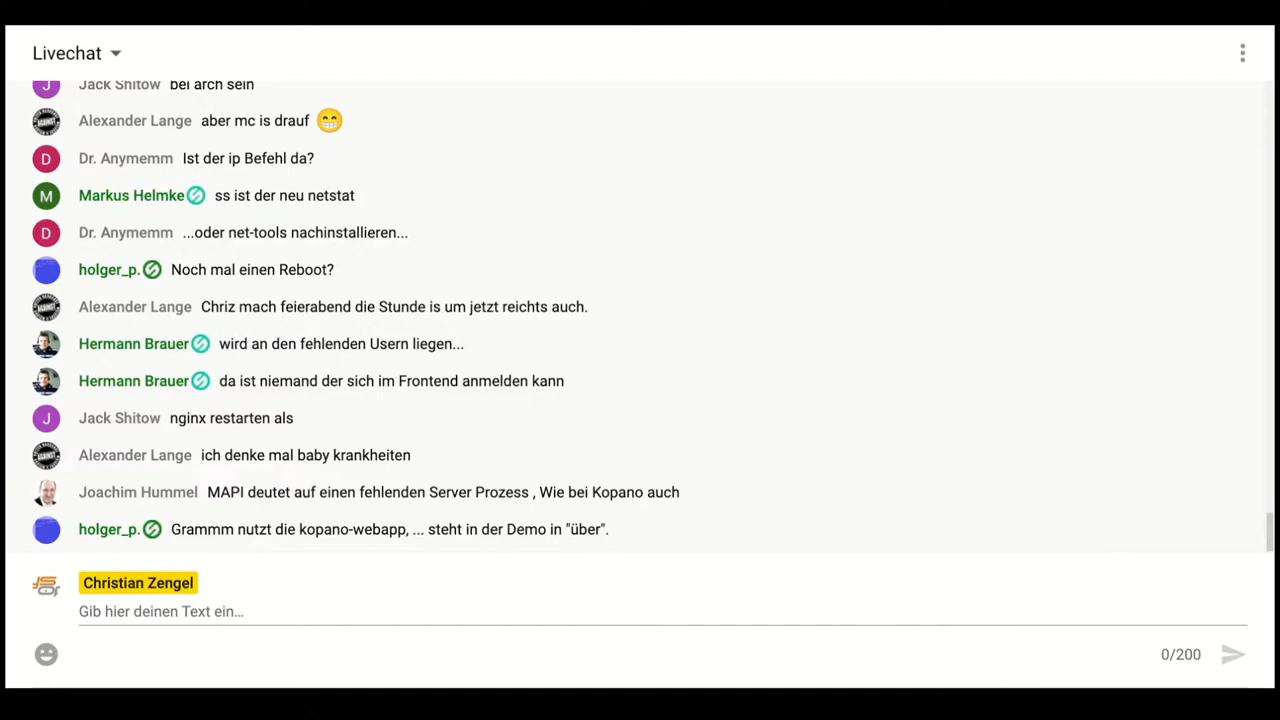 Livechat
J Jack Shitow bei arch sein
Alexander Lange aber mc is drauf 😁
D Dr. Anymemm Ist der ip Befehl da?
M Markus Helmke ss ist der neu netstat
D Dr. Anymemm ...oder net-tools nachinstallieren...
holger_p. Noch mal einen Reboot?
Alexander Lange Chriz mach feierabend die Stunde is um jetzt reichts auch.
Hermann Brauer wird an den fehlenden Usern liegen...
Hermann Brauer da ist niemand der sich im Frontend anmelden kann
J Jack Shitow nginx restarten als
Alexander Lange ich denke mal baby krankheiten
Joachim Hummel MAPI deutet auf einen fehlenden Server Prozess , Wie bei Kopano auch
holger_p. Grammm nutzt die kopano-webapp, ... steht in der Demo in "über".
Christian Zengel
Gib hier deinen Text ein...
0/200